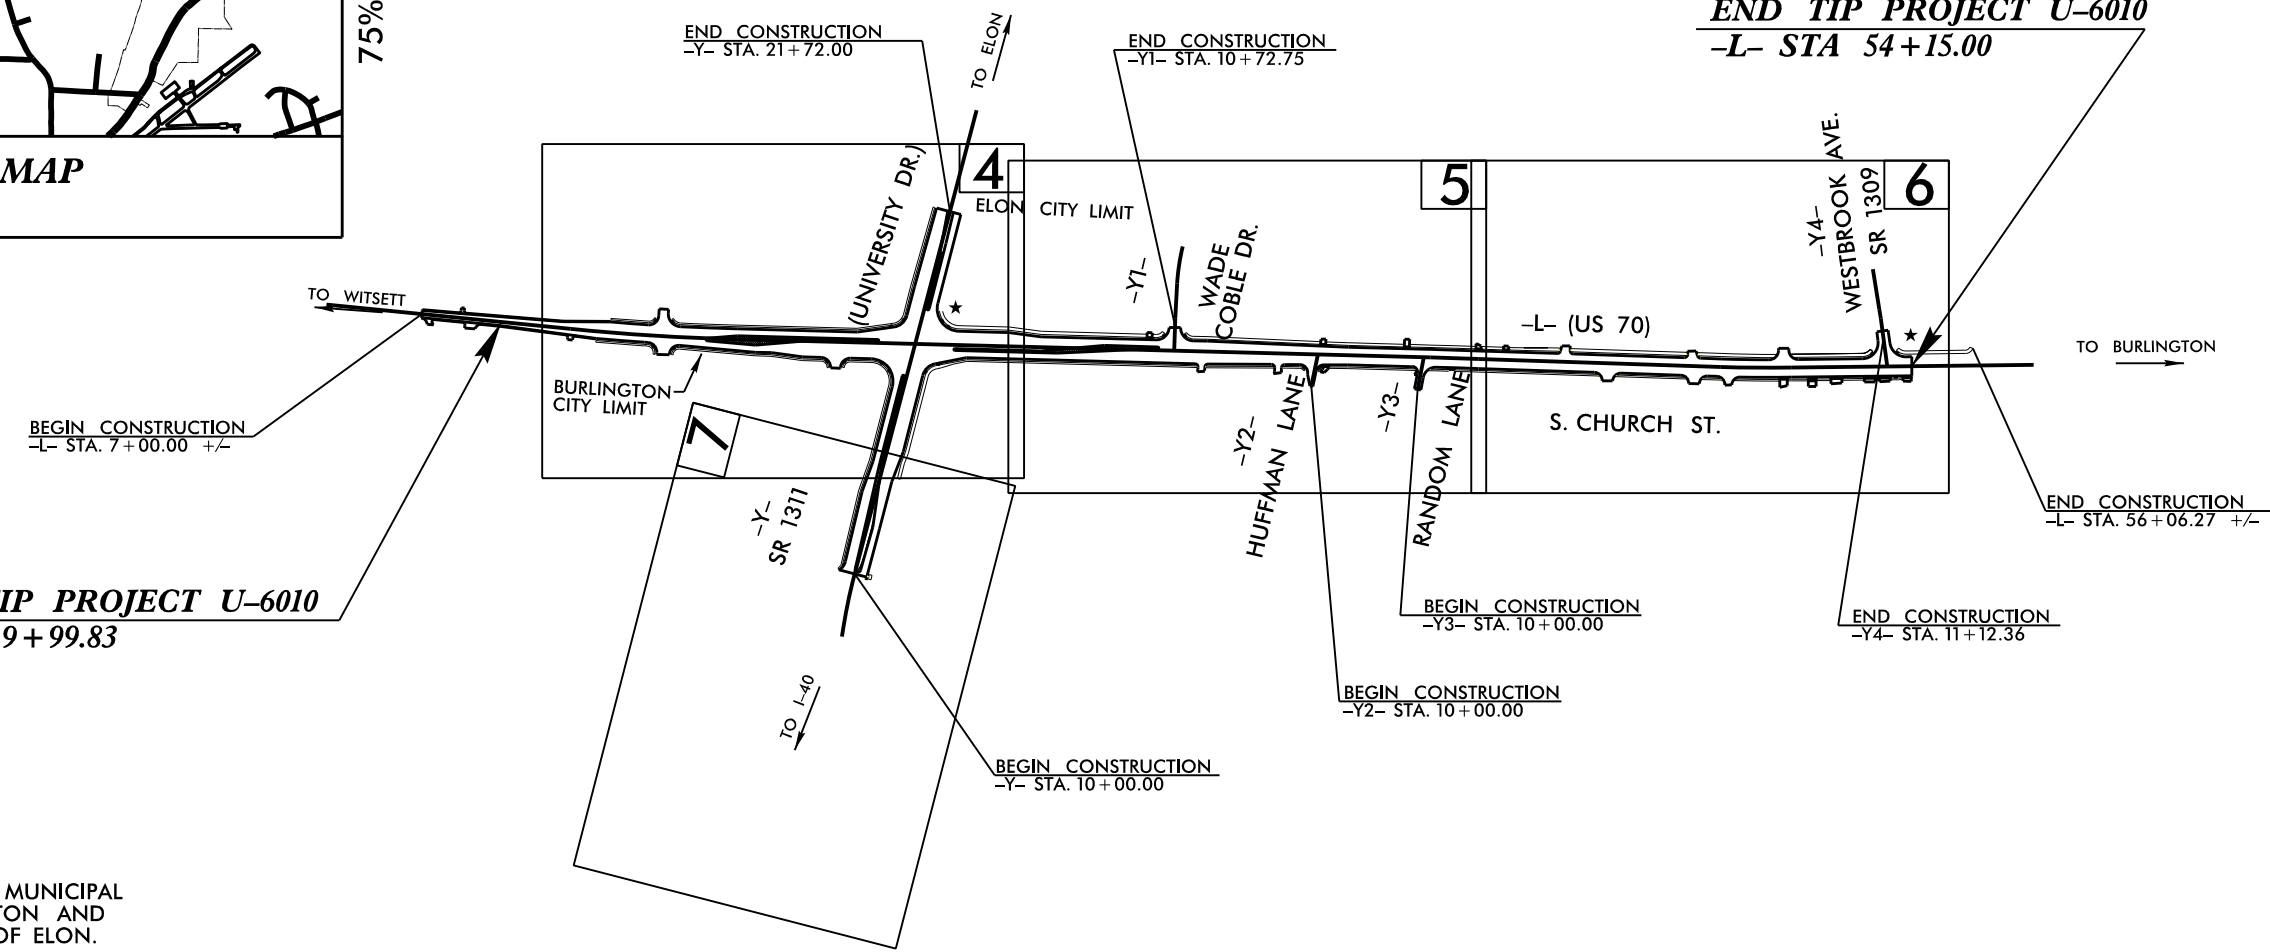 75%
MAP
END CONSTRUCTION
-Y- STA. 21+72.00
TO ELON
END CONSTRUCTION
-Y1- STA. 10+72.75
END TIP PROJECT U-6010
-L- STA 54+15.00
4
5
6
7
ELON CITY LIMIT
(UNIVERSITY DR.)
-Y1-
WADE
COBLE DR.
-Y4-
WESTBROOK AVE.
SR 1309
TO WITSETT
-L- (US 70)
TO BURLINGTON
BURLINGTON
CITY LIMIT
BEGIN CONSTRUCTION
-L- STA. 7+00.00 +/-
-Y2-
HUFFMAN LANE
-Y3-
RANDOM LANE
S. CHURCH ST.
-Y-
SR 1311
END CONSTRUCTION
-L- STA. 56+06.27 +/-
PROJECT U-6010
9+99.83
BEGIN CONSTRUCTION
-Y3- STA. 10+00.00
END CONSTRUCTION
-Y4- STA. 11+12.36
BEGIN CONSTRUCTION
-Y2- STA. 10+00.00
TO I-40
BEGIN CONSTRUCTION
-Y- STA. 10+00.00
MUNICIPAL
AND
OF ELON.